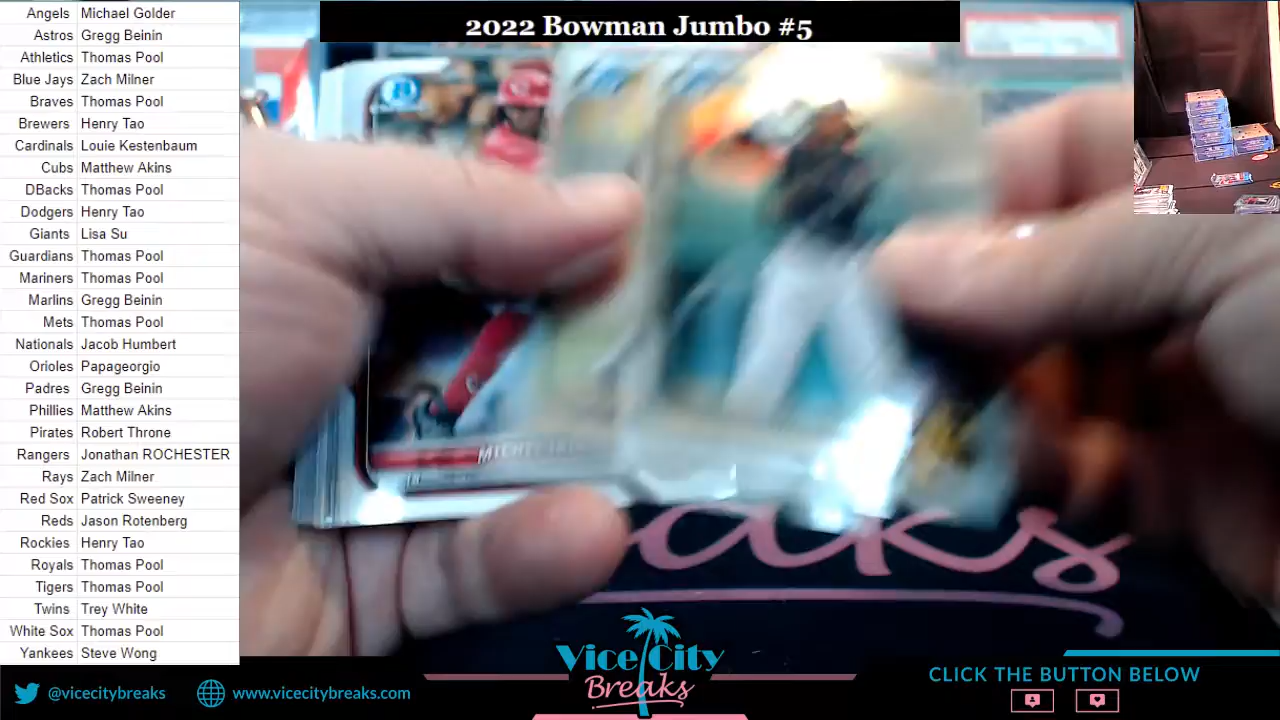 2022 Bowman Jumbo #5
Angels Michael Golder
Astros Gregg Beinin
Athletics Thomas Pool
Blue Jays Zach Milner
Braves Thomas Pool
Brewers Henry Tao
Cardinals Louie Kestenbaum
Cubs Matthew Akins
DBacks Thomas Pool
Dodgers Henry Tao
Giants Lisa Su
Guardians Thomas Pool
Mariners Thomas Pool
Marlins Gregg Beinin
Mets Thomas Pool
Nationals Jacob Humbert
Orioles Papageorgio
Padres Gregg Beinin
Phillies Matthew Akins
Pirates Robert Throne
Rangers Jonathan ROCHESTER
Rays Zach Milner
Red Sox Patrick Sweeney
Reds Jason Rotenberg
Rockies Henry Tao
Royals Thomas Pool
Tigers Thomas Pool
Twins Trey White
White Sox Thomas Pool
Yankees Steve Wong
@vicecitybreaks
www.vicecitybreaks.com
Vice City
Breaks
CLICK THE BUTTON BELOW